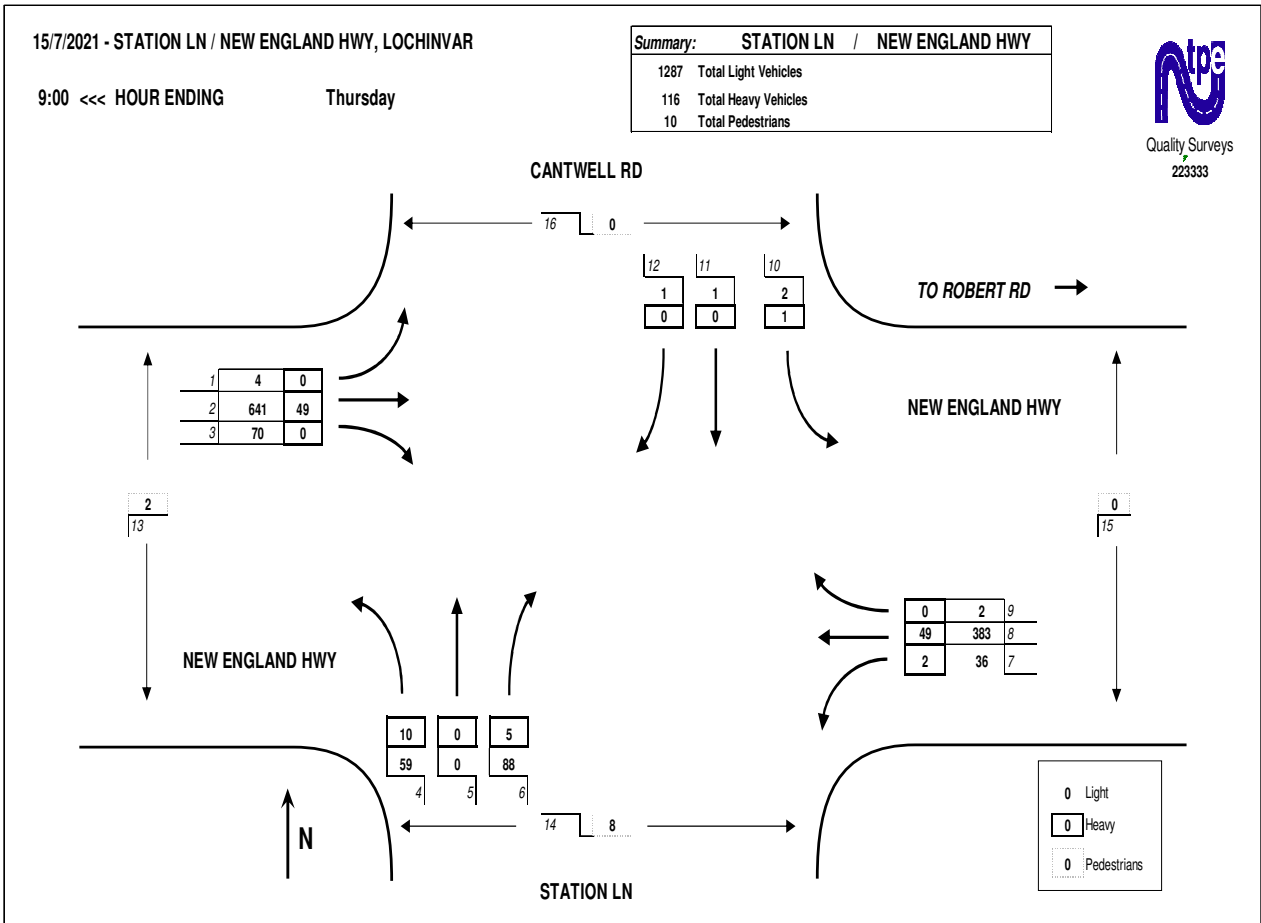 15/7/2021 - STATION LN / NEW ENGLAND HWY, LOCHINVAR
9:00 <<< HOUR ENDING Thursday
Summary: STATION LN / NEW ENGLAND HWY
1287 Total Light Vehicles
116 Total Heavy Vehicles
10 Total Pedestrians
tpe
Quality Surveys
223333
CANTWELL RD
16 0
12 11 10
1 1 2
0 0 1
TO ROBERT RD
1 4 0
2 641 49
3 70 0
NEW ENGLAND HWY
2
13
0
15
0 2 9
49 383 8
2 36 7
NEW ENGLAND HWY
10 0 5
59 0 88
4 5 6
14 8
N
STATION LN
0 Light
0 Heavy
0 Pedestrians